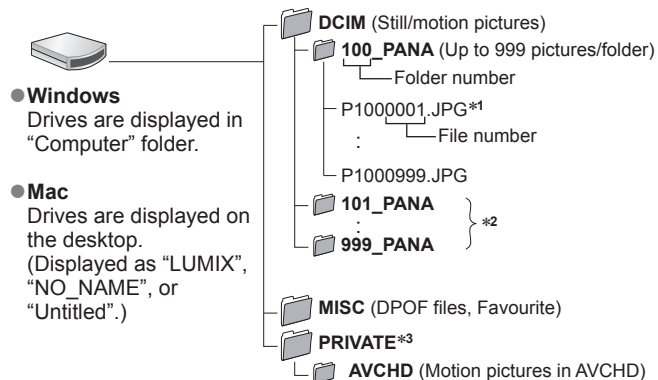 ●Windows
Drives are displayed in
“Computer” folder.
●Mac
Drives are displayed on
the desktop.
(Displayed as “LUMIX”,
“NO_NAME”, or
“Untitled”.)
DCIM (Still/motion pictures)
100_PANA (Up to 999 pictures/folder)
Folder number
P1000001.JPG*1
File number
:
P1000999.JPG
101_PANA
:
*2
999_PANA
MISC (DPOF files, Favourite)
PRIVATE*3
AVCHD (Motion pictures in AVCHD)